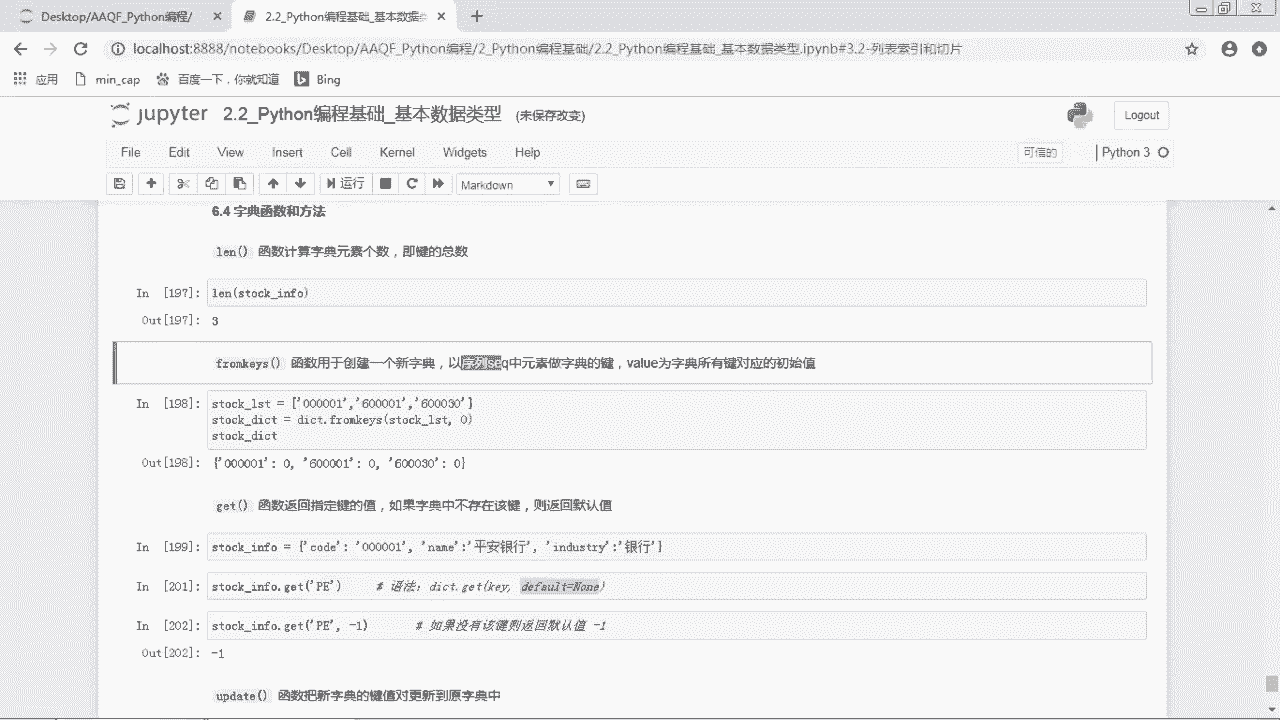 Desktop/AAQF_Python编程/
2.2_Python编程基础_基本数据
localhost:8888/notebooks/Desktop/AAQF_Python编程/2_Python编程基础/2.2_Python编程基础_基本数据类型.ipynb#3.2-列表索引和切片
应用 min_cap 百度一下，你就知道 Bing
jupyter 2.2_Python编程基础_基本数据类型 (未保存改变) Logout
File Edit View Insert Cell Kernel Widgets Help 可信的 Python 3
运行 Markdown
6.4 字典函数和方法
len() 函数计算字典元素个数，即键的总数
In [197]: len(stock_info)
Out[197]: 3
fromkeys() 函数用于创建一个新字典，以序列seq中元素做字典的键，value为字典所有键对应的初始值
In [198]: stock_lst = ['000001','600001','600030']
stock_dict = dict.fromkeys(stock_lst, 0)
stock_dict
Out[198]: {'000001': 0, '600001': 0, '600030': 0}
get() 函数返回指定键的值，如果字典中不存在该键，则返回默认值
In [199]: stock_info = {'code': '000001', 'name':'平安银行', 'industry':'银行'}
In [201]: stock_info.get('PE') # 语法：dict.get(key, default=None)
In [202]: stock_info.get('PE', -1) # 如果没有该键则返回默认值 -1
Out[202]: -1
update() 函数把新字典的键值对更新到原字典中